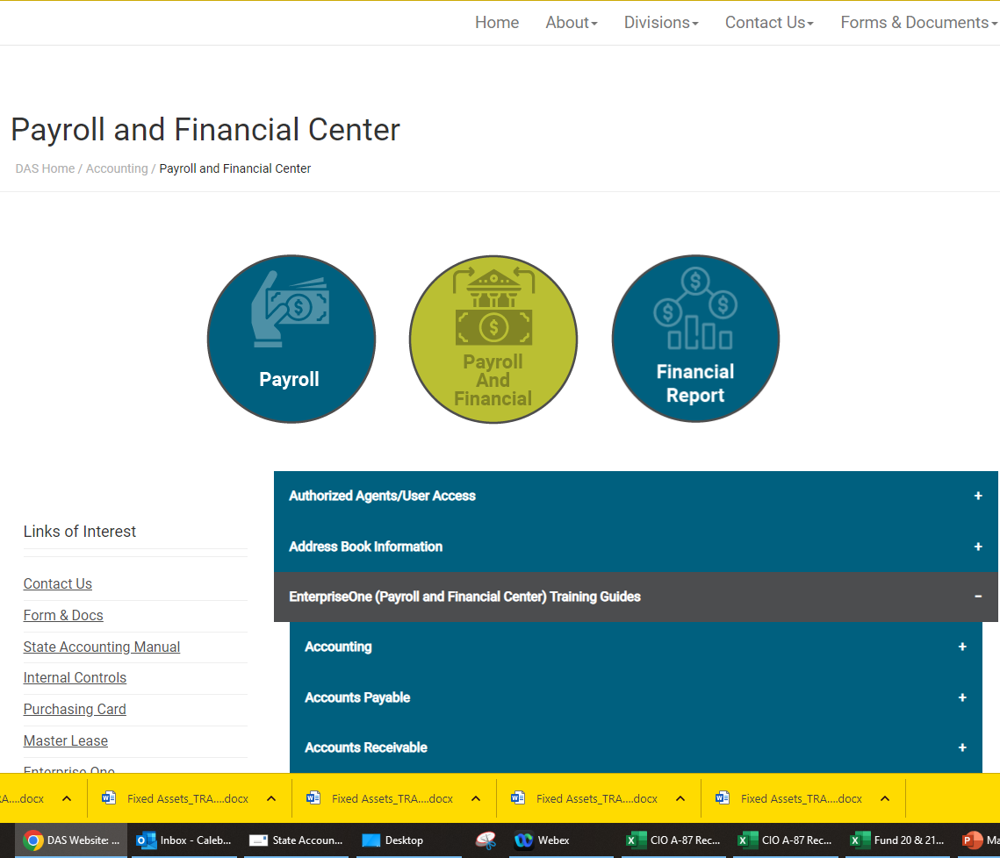 Home About Divisions Contact Us Forms & Documents
Payroll and Financial Center
DAS Home / Accounting / Payroll and Financial Center
Payroll
Payroll
And
Financial
Financial
Report
Links of Interest
Contact Us
Form & Docs
State Accounting Manual
Internal Controls
Purchasing Card
Master Lease
Enterprise One
Authorized Agents/User Access +
Address Book Information +
EnterpriseOne (Payroll and Financial Center) Training Guides −
Accounting +
Accounts Payable +
Accounts Receivable +
A....docx Fixed Assets_TRA....docx Fixed Assets_TRA....docx Fixed Assets_TRA....docx Fixed Assets_TRA....docx
DAS Website: ... Inbox - Caleb... State Accoun... Desktop Webex CIO A-87 Rec... CIO A-87 Rec... Fund 20 & 21... Ma